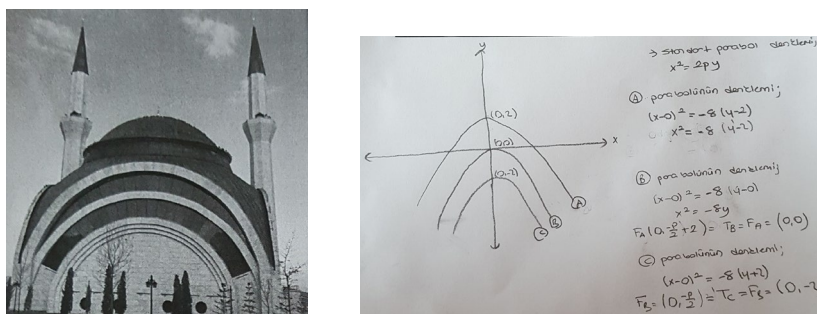 y
→ standart parabol denklemi;
x² = 2py
(0,2)
x
(0,0)
(0,-2)
A
B
C
Ⓐ parabolünün denklemi;
(x-0)² = -8 (y-2)
x² = -8 (y-2)
Ⓑ parabolünün denklemi;
(x-0)² = -8 (y-0)
x² = -8y
F_A(0, -p/2 +2) = T_B = F_A = (0,0)
Ⓒ parabolünün denklemi;
(x-0)² = -8 (y+2)
F_B = (0, -p/2) = T_C = F_B = (0, -2